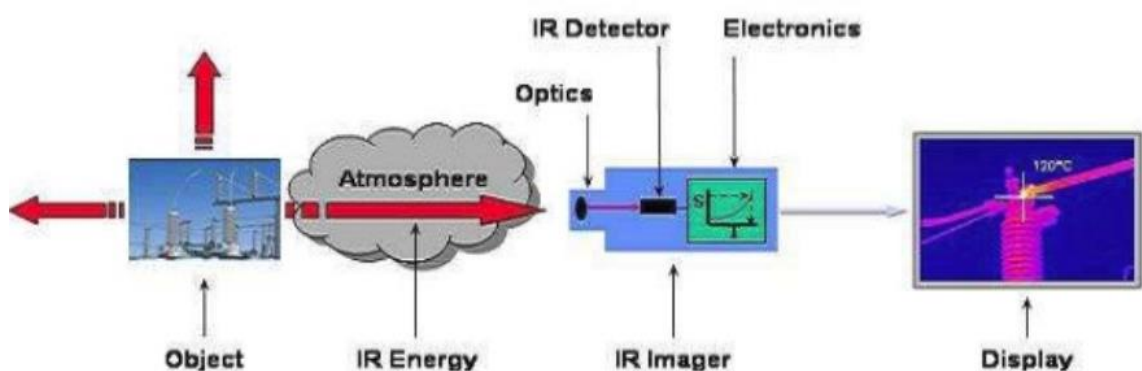 IR Detector
Electronics
Optics
Atmosphere
S
T
120°C
Object
IR Energy
IR Imager
Display